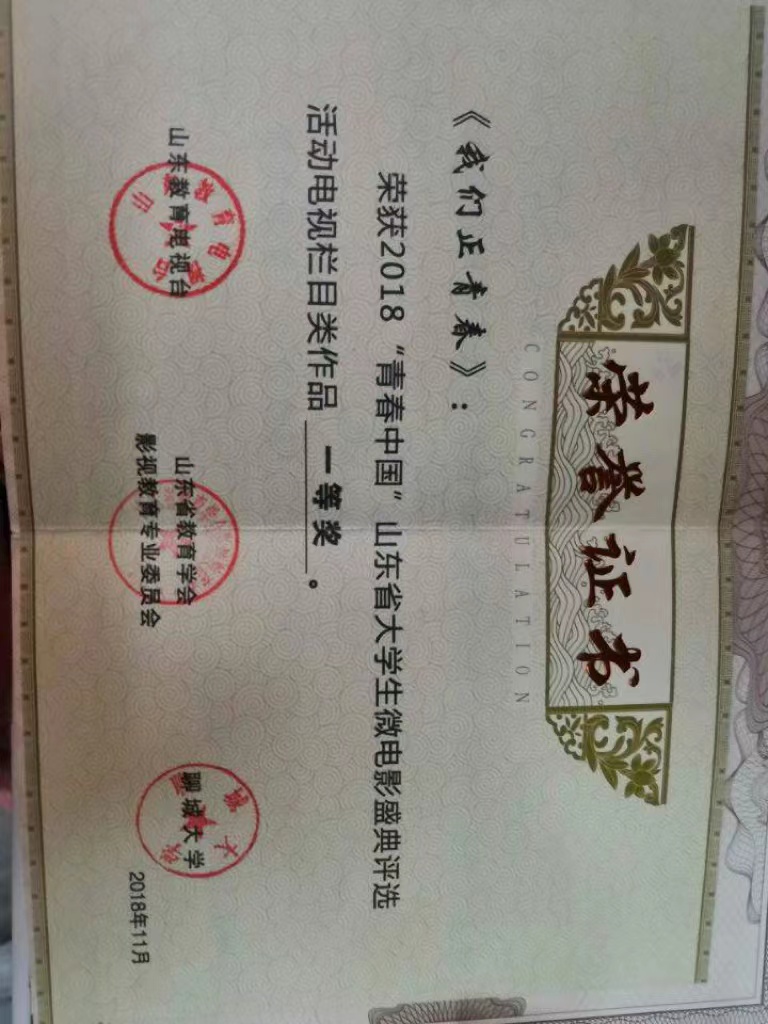 荣誉证书
CONGRATULATION
《我们正青春》：
荣获2018“青春中国”山东省大学生微电影盛典评选
活动电视栏目类作品 一等奖 。
山东教育电视台
山东省教育学会
影视教育专业委员会
聊城大学
2018年11月